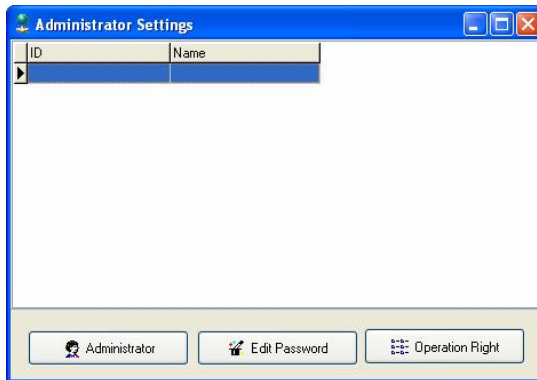 Administrator Settings
ID Name
Administrator Edit Password Operation Right